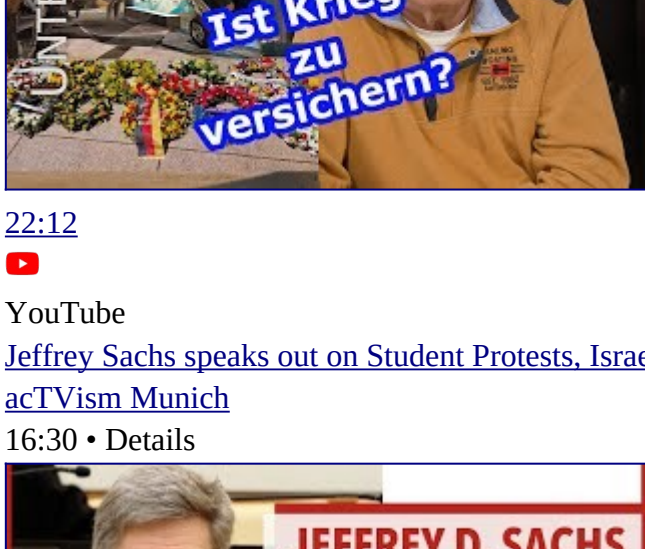 ÜNTE
Ist Krieg
zu
versichern?
22:12
YouTube
Jeffrey Sachs speaks out on Student Protests, Israe
acTVism Munich
16:30 • Details
JEFFREY D. SACHS